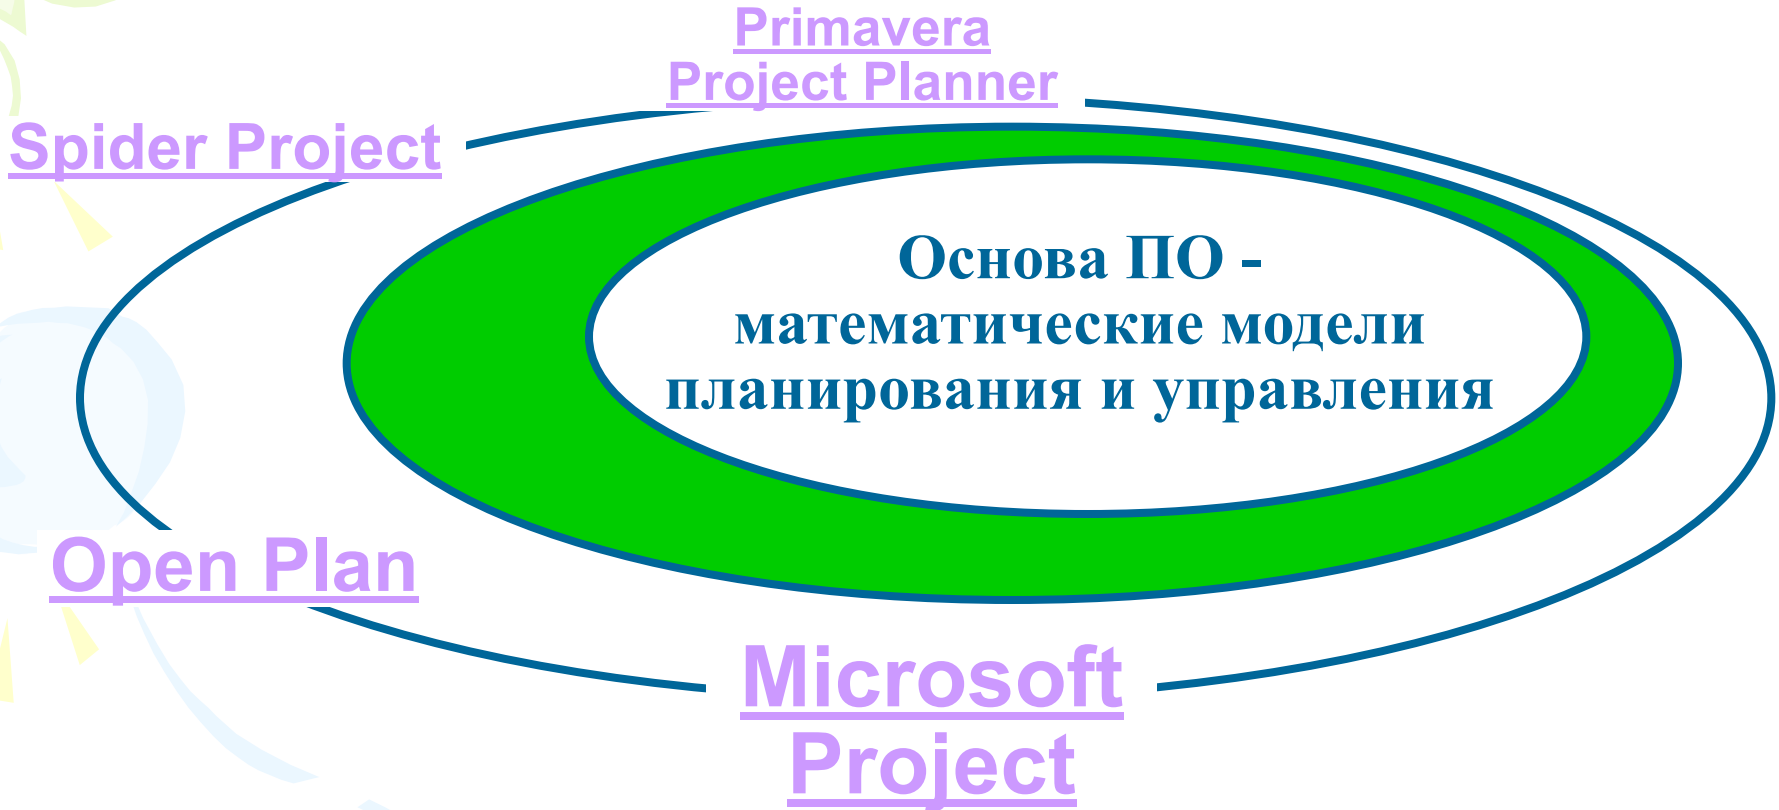 Primavera
Project Planner
Spider Project
Основа ПО -
математические модели
планирования и управления
Open Plan
Microsoft
Project